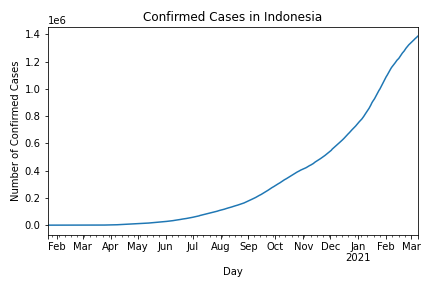 Confirmed Cases in Indonesia
1e6
1.4
1.2
1.0
0.8
0.6
0.4
0.2
0.0
Number of Confirmed Cases
Feb Mar Apr May Jun Jul Aug Sep Oct Nov Dec Jan Feb Mar
2021
Day